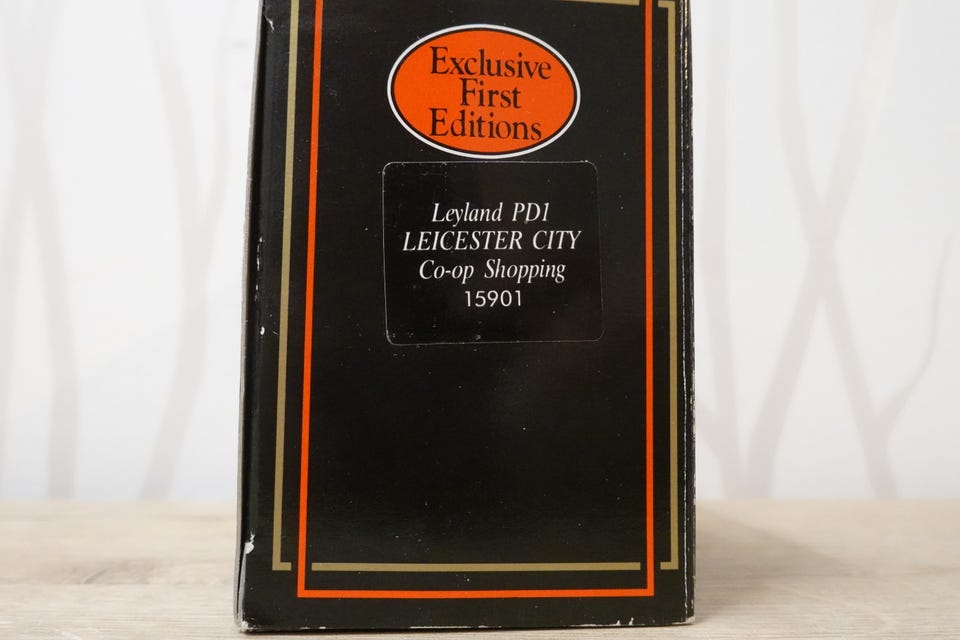 Exclusive
First
Editions
Leyland PD1
LEICESTER CITY
Co-op Shopping
15901